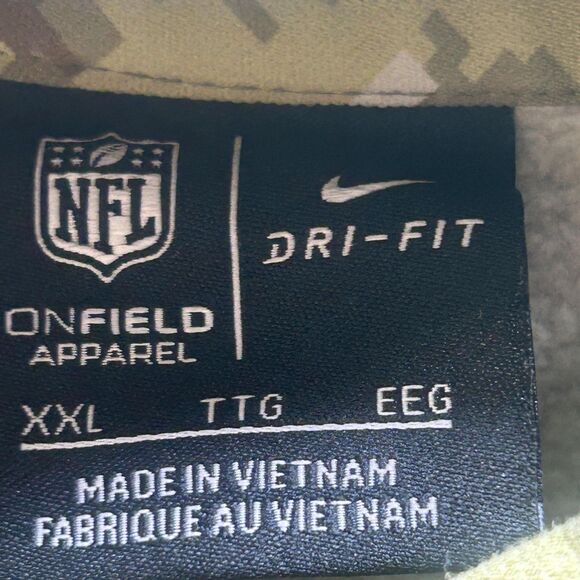 NFL
ONFIELD
APPAREL
DRI-FIT
XXL TTG EEG
MADE IN VIETNAM
FABRIQUE AU VIETNAM